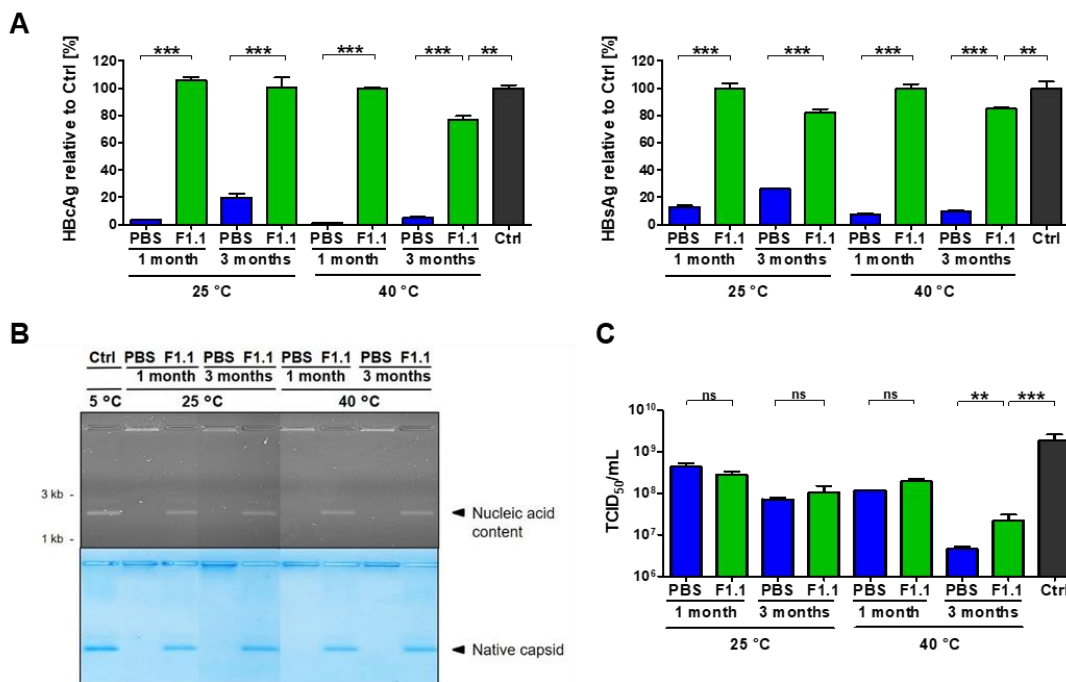 A
HBcAg relative to Ctrl [%]
120
100
80
60
40
20
0
*** *** *** *** **
PBS F1.1 PBS F1.1 PBS F1.1 PBS F1.1 Ctrl
1 month 3 months 1 month 3 months
25 °C 40 °C
HBsAg relative to Ctrl [%]
120
100
80
60
40
20
0
*** *** *** *** **
PBS F1.1 PBS F1.1 PBS F1.1 PBS F1.1 Ctrl
1 month 3 months 1 month 3 months
25 °C 40 °C
B
Ctrl PBS F1.1 PBS F1.1 PBS F1.1 PBS F1.1
1 month 3 months 1 month 3 months
5 °C 25 °C 40 °C
3 kb -
1 kb -
Nucleic acid
content
Native capsid
C
TCID50/mL
10^10
10^9
10^8
10^7
10^6
ns ns ns ** ***
PBS F1.1 PBS F1.1 PBS F1.1 PBS F1.1 Ctrl
1 month 3 months 1 month 3 months
25 °C 40 °C